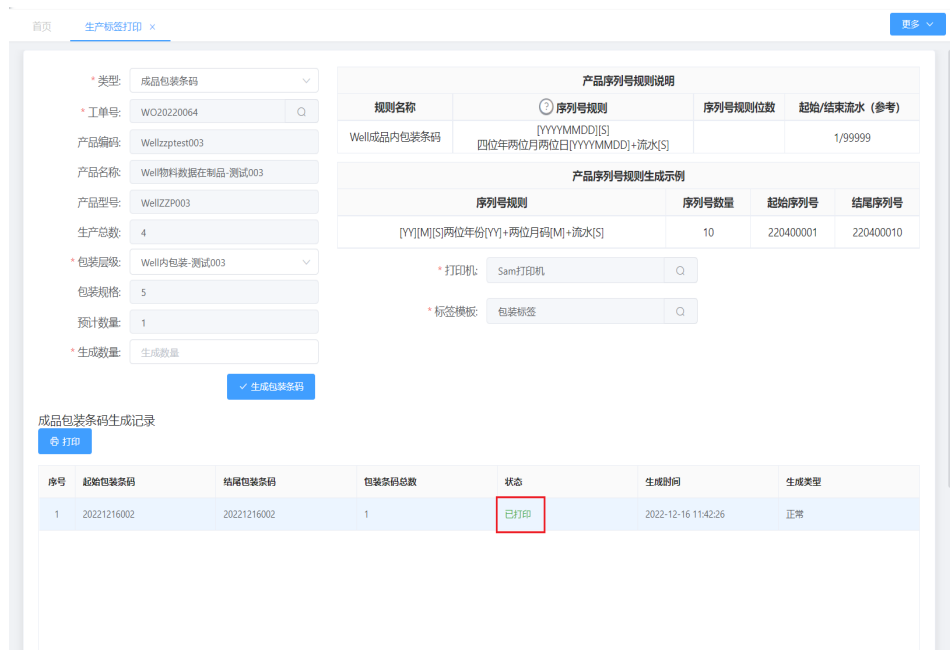 首页
生产标签打印 ×
更多
* 类型: 成品包装条码
* 工单号: WO20220064
产品编码: Wellzzptest003
产品名称: Well物料数据在制品-测试003
产品型号: WellZZP003
生产总数: 4
* 包装层级: Well内包装-测试003
包装规格: 5
预计数量: 1
* 生成数量: 生成数量
生成包装条码
产品序列号规则说明
规则名称 ? 序列号规则 序列号规则位数 起始/结束流水（参考）
Well成品内包装条码 [YYYYMMDD][S] 1/99999
四位年两位月两位日[YYYYMMDD]+流水[S]
产品序列号规则生成示例
序列号规则 序列号数量 起始序列号 结尾序列号
[YY][M][S]两位年份[YY]+两位月码[M]+流水[S] 10 220400001 220400010
* 打印机: Sam打印机
* 标签模板: 包装标签
成品包装条码生成记录
打印
序号 起始包装条码 结尾包装条码 包装条码总数 状态 生成时间 生成类型
1 20221216002 20221216002 1 已打印 2022-12-16 11:42:26 正常